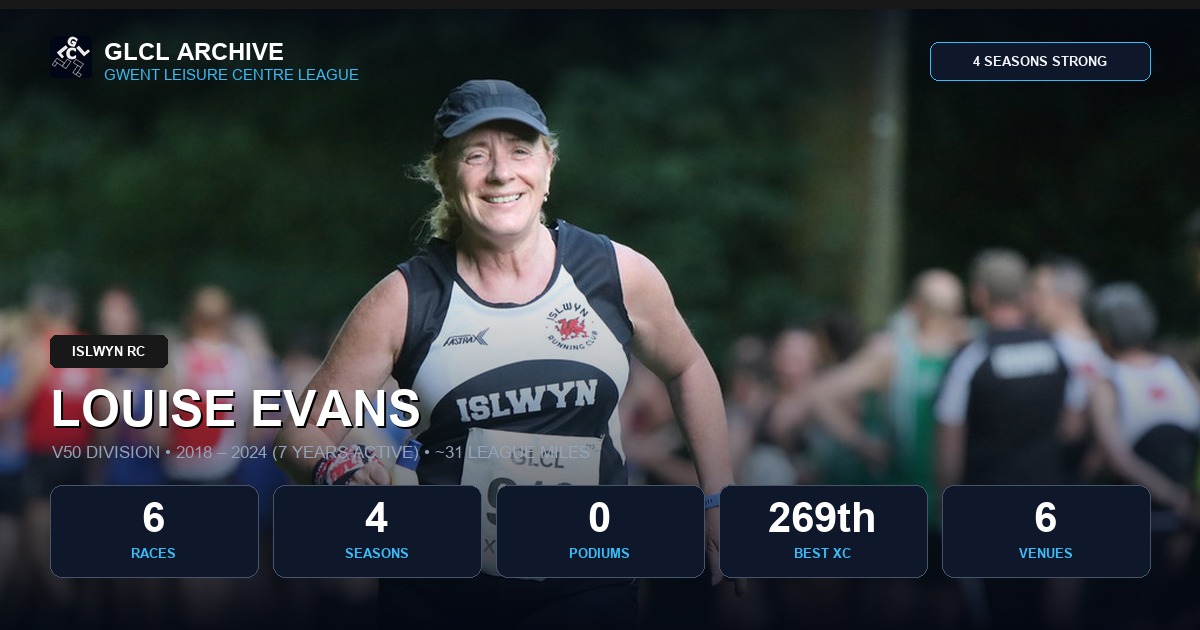 GLCL ARCHIVE
GWENT LEISURE CENTRE LEAGUE
4 SEASONS STRONG
ISLWYN
RUNNING CLUB
FASTRAX
ISLWYN
ISLWYN RC
LOUISE EVANS
V50 DIVISION • 2018 – 2024 (7 YEARS ACTIVE) • ~31 LEAGUE MILES
GLCL
6
RACES
4
SEASONS
0
PODIUMS
269th
BEST XC
6
VENUES